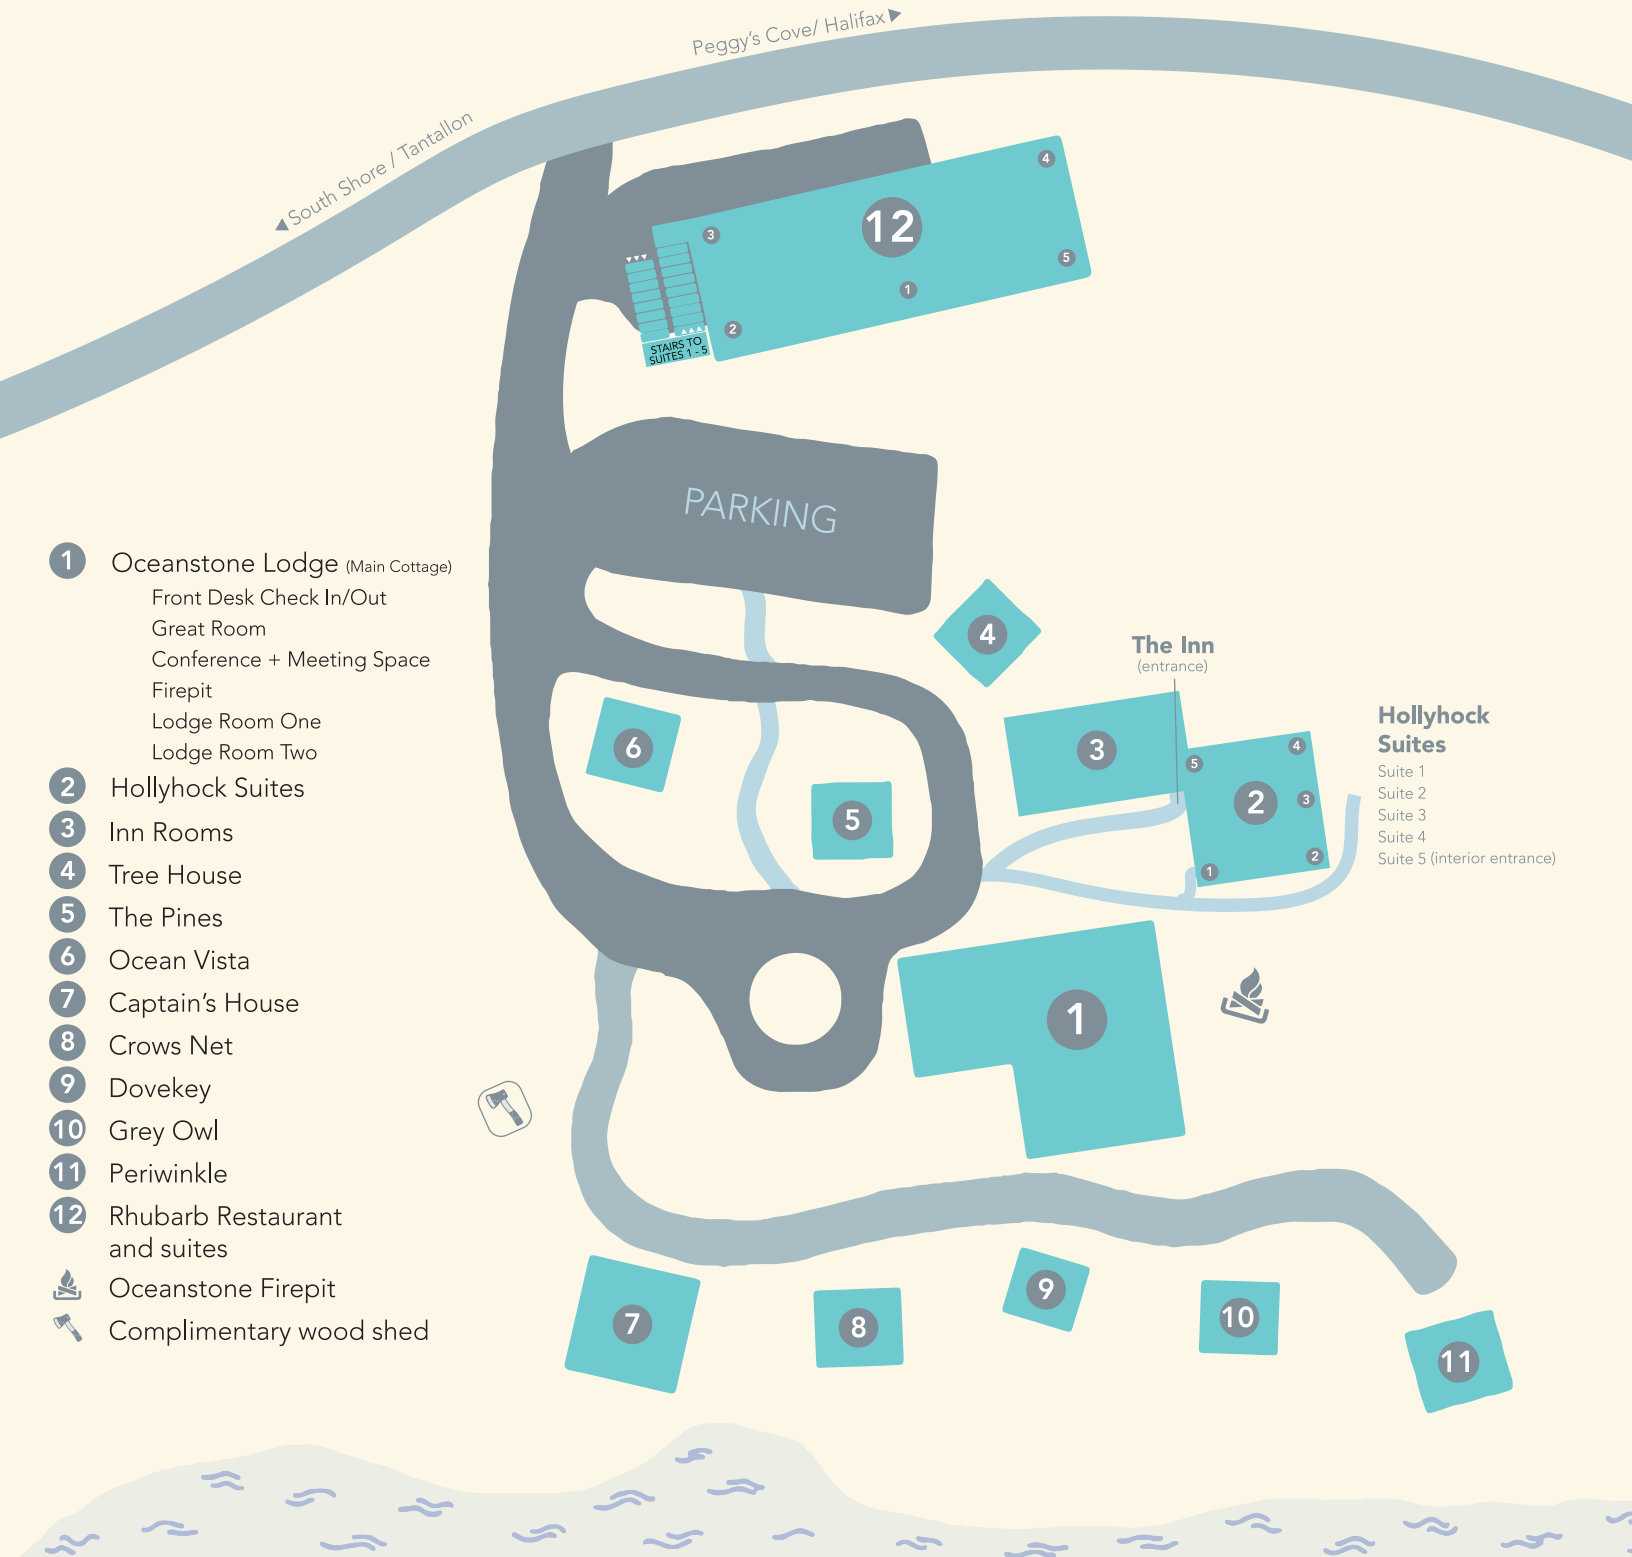 Peggy's Cove/ Halifax
South Shore / Tantallon
12
4
3
5
1
2
STAIRS TO
SUITES 1 - 5
PARKING
1 Oceanstone Lodge (Main Cottage)
Front Desk Check In/Out
Great Room
Conference + Meeting Space
Firepit
Lodge Room One
Lodge Room Two
2 Hollyhock Suites
3 Inn Rooms
4 Tree House
5 The Pines
6 Ocean Vista
7 Captain's House
8 Crows Net
9 Dovekey
10 Grey Owl
11 Periwinkle
12 Rhubarb Restaurant
and suites
Oceanstone Firepit
Complimentary wood shed
4
The Inn
(entrance)
6
5
3
2
5
4
3
2
1
Hollyhock
Suites
Suite 1
Suite 2
Suite 3
Suite 4
Suite 5 (interior entrance)
1
7
8
9
10
11